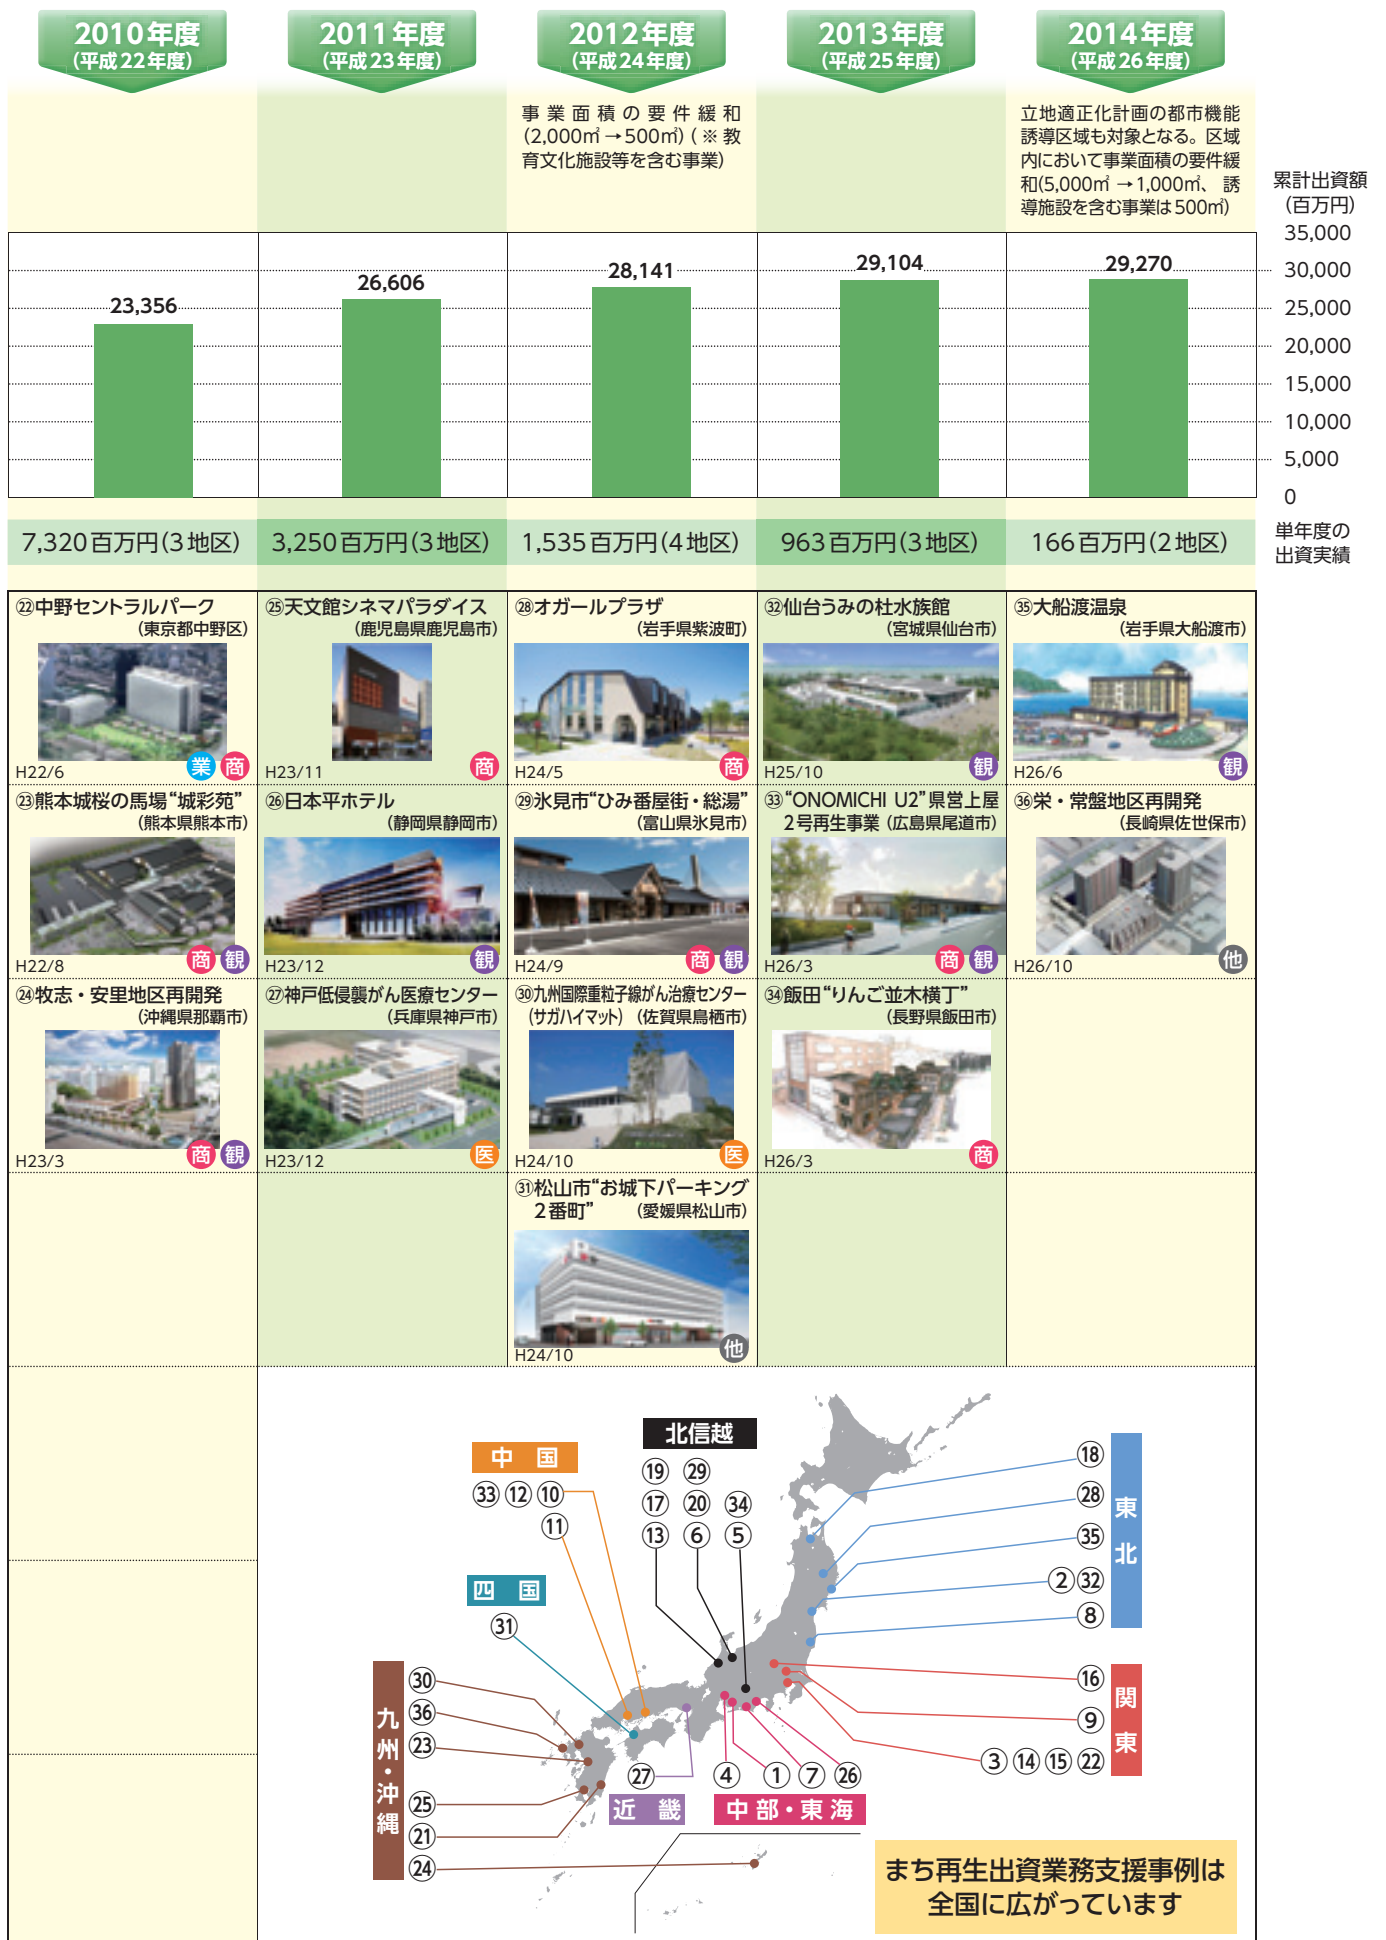 2010年度
(平成22年度)
2011年度
(平成23年度)
2012年度
(平成24年度)
2013年度
(平成25年度)
2014年度
(平成26年度)
事業面積の要件緩和
(2,000㎡→500㎡)(※教
育文化施設等を含む事業)
立地適正化計画の都市機能
誘導区域も対象となる。区域
内において事業面積の要件緩
和(5,000㎡→1,000㎡、誘
導施設を含む事業は500㎡)
累計出資額
(百万円)
35,000
30,000
25,000
20,000
15,000
10,000
5,000
0
23,356
26,606
28,141
29,104
29,270
7,320百万円(3地区)
3,250百万円(3地区)
1,535百万円(4地区)
963百万円(3地区)
166百万円(2地区)
単年度の
出資実績
㉒中野セントラルパーク
(東京都中野区)
H22/6
業 商
㉓熊本城桜の馬場“城彩苑”
(熊本県熊本市)
H22/8
商 観
㉔牧志・安里地区再開発
(沖縄県那覇市)
H23/3
商 観
㉕天文館シネマパラダイス
(鹿児島県鹿児島市)
H23/11
商
㉖日本平ホテル
(静岡県静岡市)
H23/12
観
㉗神戸低侵襲がん医療センター
(兵庫県神戸市)
H23/12
医
㉘オガールプラザ
(岩手県紫波町)
H24/5
商
㉙氷見市“ひみ番屋街・総湯”
(富山県氷見市)
H24/9
商 観
㉚九州国際重粒子線がん治療センター
(サガハイマット) (佐賀県鳥栖市)
H24/10
医
㉛松山市“お城下パーキング
2番町” (愛媛県松山市)
H24/10
他
㉜仙台うみの杜水族館
(宮城県仙台市)
H25/10
観
㉝“ONOMICHI U2”県営上屋
2号再生事業 (広島県尾道市)
H26/3
商 観
㉞飯田“りんご並木横丁”
(長野県飯田市)
H26/3
商
㉟大船渡温泉
(岩手県大船渡市)
H26/6
観
㊱栄・常盤地区再開発
(長崎県佐世保市)
H26/10
他
北信越
⑲ ㉙
⑰ ⑳ ㉞
⑬ ⑥ ⑤
中 国
㉝ ⑫ ⑩
⑪
四 国
㉛
東北
⑱
㉘
㉟
② ㉜
⑧
関東
⑯
⑨
③ ⑭ ⑮ ㉒
九州・沖縄
㉚
㊱
㉓
㉕
㉑
㉔
㉗
近 畿
④ ① ⑦ ㉖
中部・東海
まち再生出資業務支援事例は
全国に広がっています